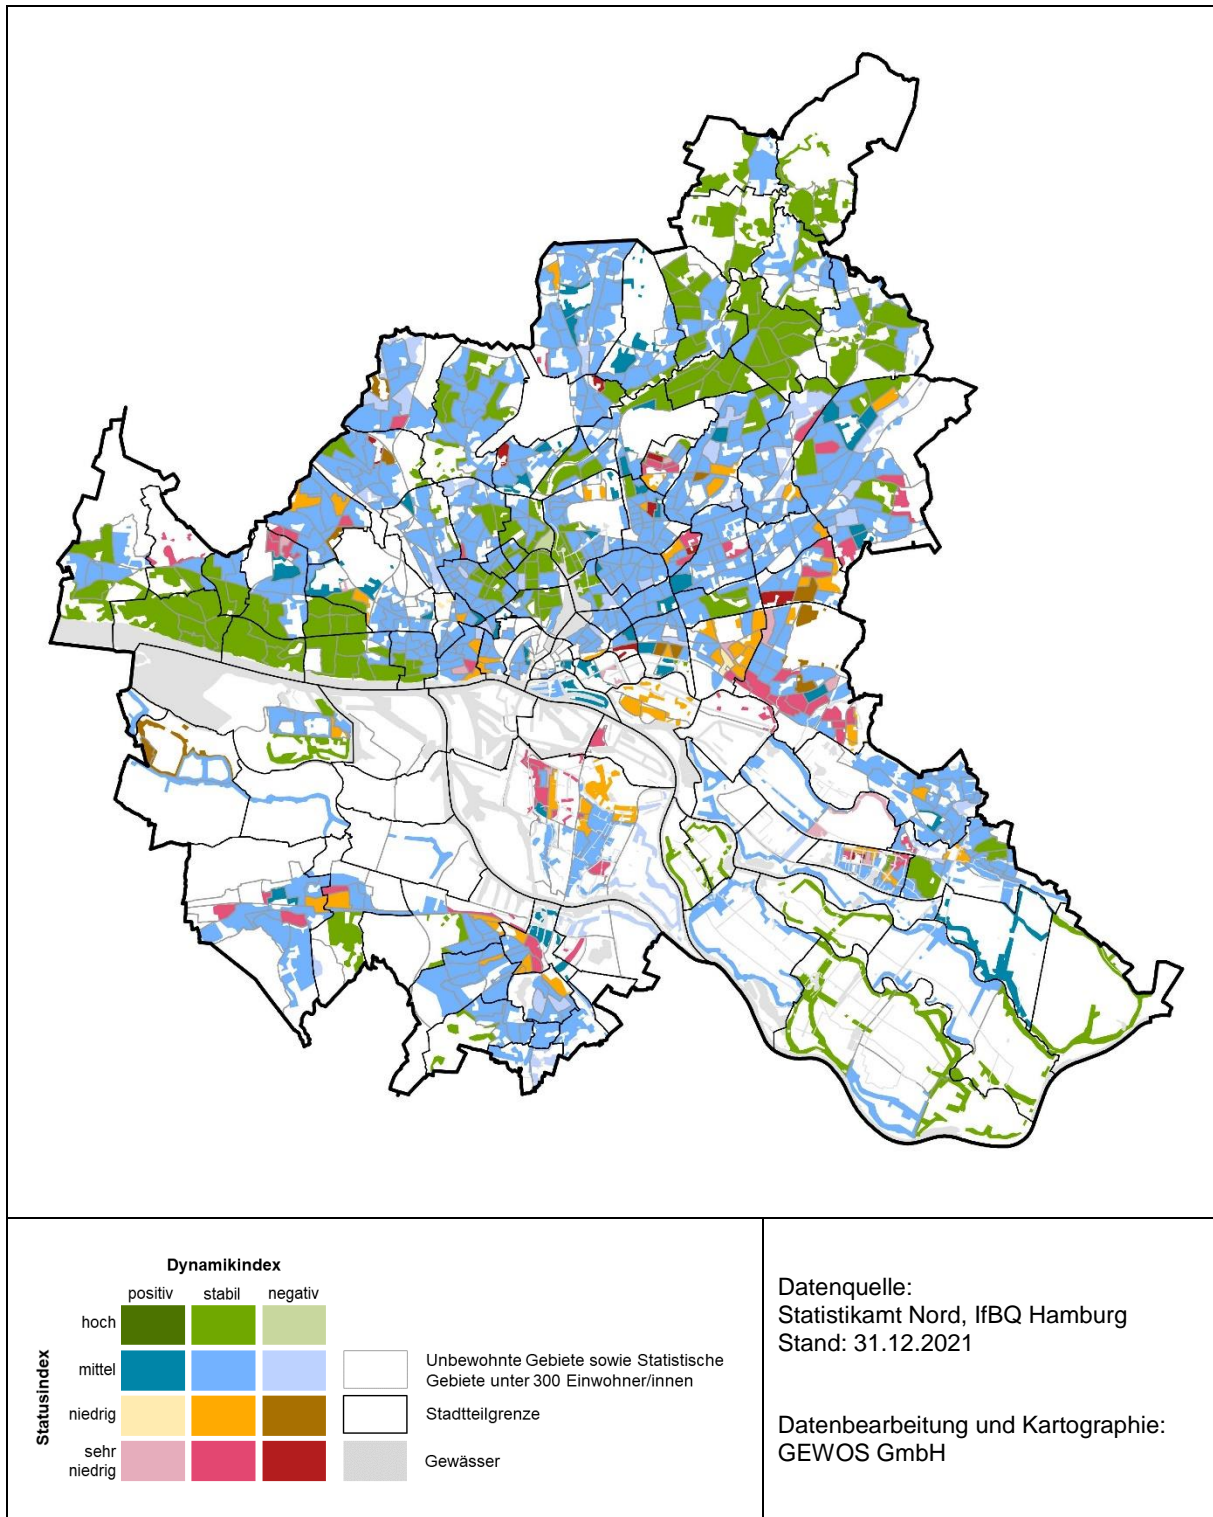 Dynamikindex
positiv stabil negativ
Statusindex
hoch
mittel
niedrig
sehr
niedrig
Unbewohnte Gebiete sowie Statistische
Gebiete unter 300 Einwohner/innen
Stadtteilgrenze
Gewässer
Datenquelle:
Statistikamt Nord, IfBQ Hamburg
Stand: 31.12.2021
Datenbearbeitung und Kartographie:
GEWOS GmbH